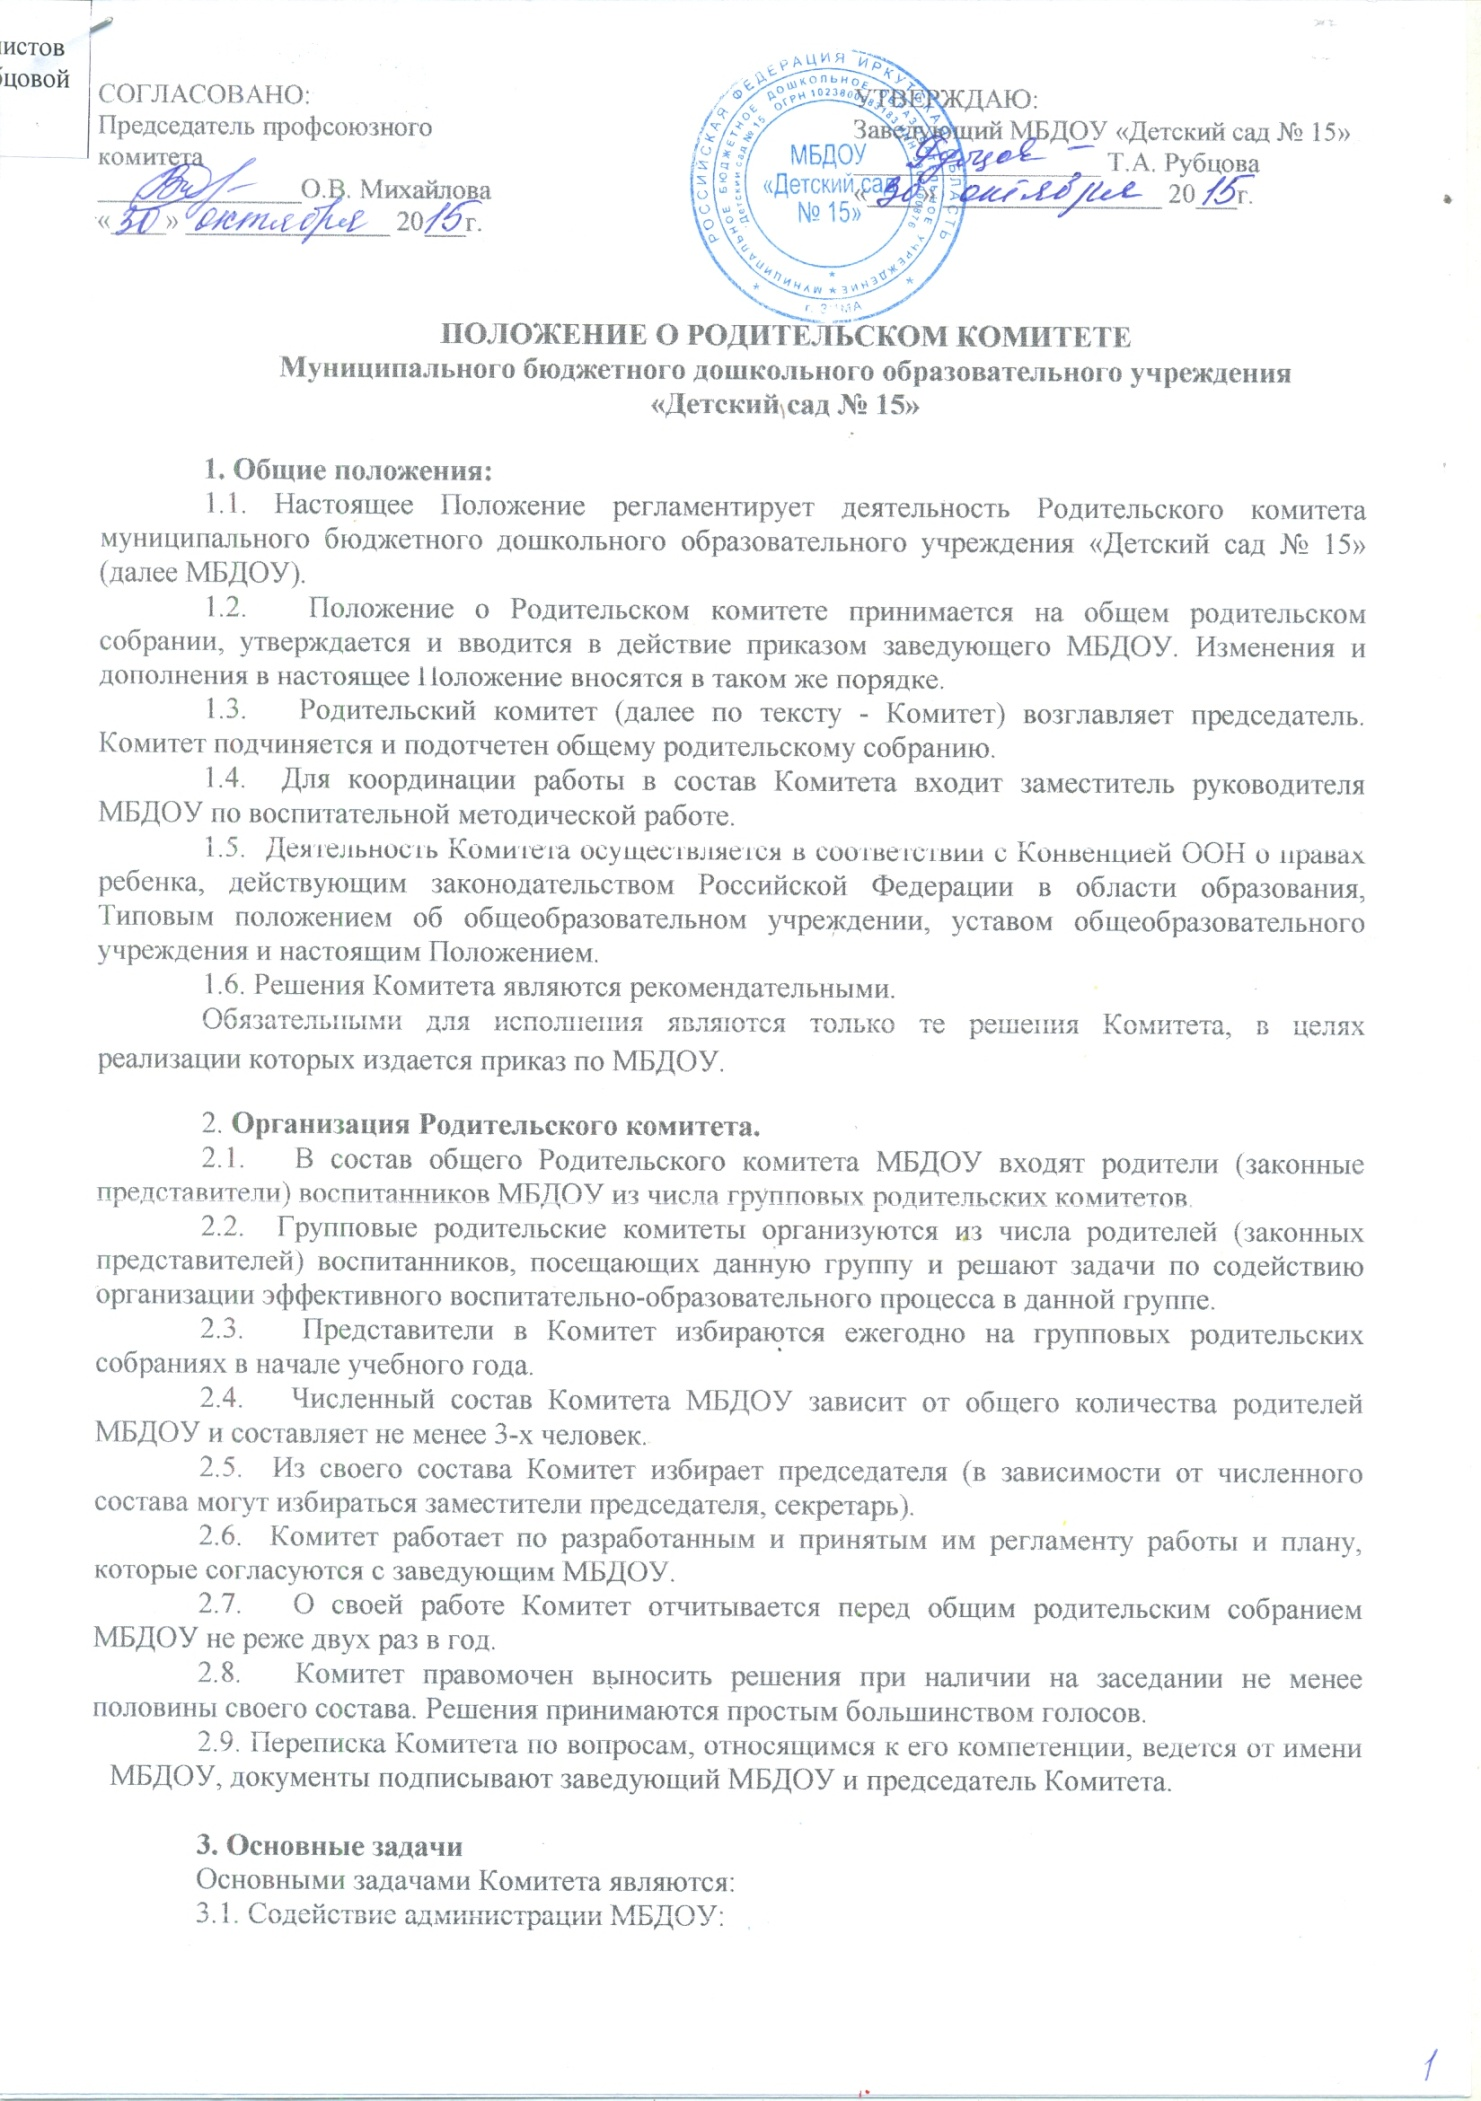 СОГЛАСОВАНО:
Председатель профсоюзного
комитета
О.В. Михайлова
«30» октября 2015г.
УТВЕРЖДАЮ:
Заведующий МБДОУ «Детский сад № 15»
Т.А. Рубцова
«30» октября 2015г.
РОССИЙСКАЯ ФЕДЕРАЦИЯ ИРКУТСКАЯ ОБЛАСТЬ
МУНИЦИПАЛЬНОЕ БЮДЖЕТНОЕ ДОШКОЛЬНОЕ ОБРАЗОВАТЕЛЬНОЕ УЧРЕЖДЕНИЕ
МБДОУ
«Детский сад
№ 15»
ПОЛОЖЕНИЕ О РОДИТЕЛЬСКОМ КОМИТЕТЕ
Муниципального бюджетного дошкольного образовательного учреждения
«Детский сад № 15»
1. Общие положения:
1.1. Настоящее Положение регламентирует деятельность Родительского комитета
муниципального бюджетного дошкольного образовательного учреждения «Детский сад № 15»
(далее МБДОУ).
1.2. Положение о Родительском комитете принимается на общем родительском
собрании, утверждается и вводится в действие приказом заведующего МБДОУ. Изменения и
дополнения в настоящее Положение вносятся в таком же порядке.
1.3. Родительский комитет (далее по тексту - Комитет) возглавляет председатель.
Комитет подчиняется и подотчетен общему родительскому собранию.
1.4. Для координации работы в состав Комитета входит заместитель руководителя
МБДОУ по воспитательной методической работе.
1.5. Деятельность Комитета осуществляется в соответствии с Конвенцией ООН о правах
ребенка, действующим законодательством Российской Федерации в области образования,
Типовым положением об общеобразовательном учреждении, уставом общеобразовательного
учреждения и настоящим Положением.
1.6. Решения Комитета являются рекомендательными.
Обязательными для исполнения являются только те решения Комитета, в целях
реализации которых издается приказ по МБДОУ.
2. Организация Родительского комитета.
2.1. В состав общего Родительского комитета МБДОУ входят родители (законные
представители) воспитанников МБДОУ из числа групповых родительских комитетов.
2.2. Групповые родительские комитеты организуются из числа родителей (законных
представителей) воспитанников, посещающих данную группу и решают задачи по содействию
организации эффективного воспитательно-образовательного процесса в данной группе.
2.3. Представители в Комитет избираются ежегодно на групповых родительских
собраниях в начале учебного года.
2.4. Численный состав Комитета МБДОУ зависит от общего количества родителей
МБДОУ и составляет не менее 3-х человек.
2.5. Из своего состава Комитет избирает председателя (в зависимости от численного
состава могут избираться заместители председателя, секретарь).
2.6. Комитет работает по разработанным и принятым им регламенту работы и плану,
которые согласуются с заведующим МБДОУ.
2.7. О своей работе Комитет отчитывается перед общим родительским собранием
МБДОУ не реже двух раз в год.
2.8. Комитет правомочен выносить решения при наличии на заседании не менее
половины своего состава. Решения принимаются простым большинством голосов.
2.9. Переписка Комитета по вопросам, относящимся к его компетенции, ведется от имени
МБДОУ, документы подписывают заведующий МБДОУ и председатель Комитета.
3. Основные задачи
Основными задачами Комитета являются:
3.1. Содействие администрации МБДОУ:
1